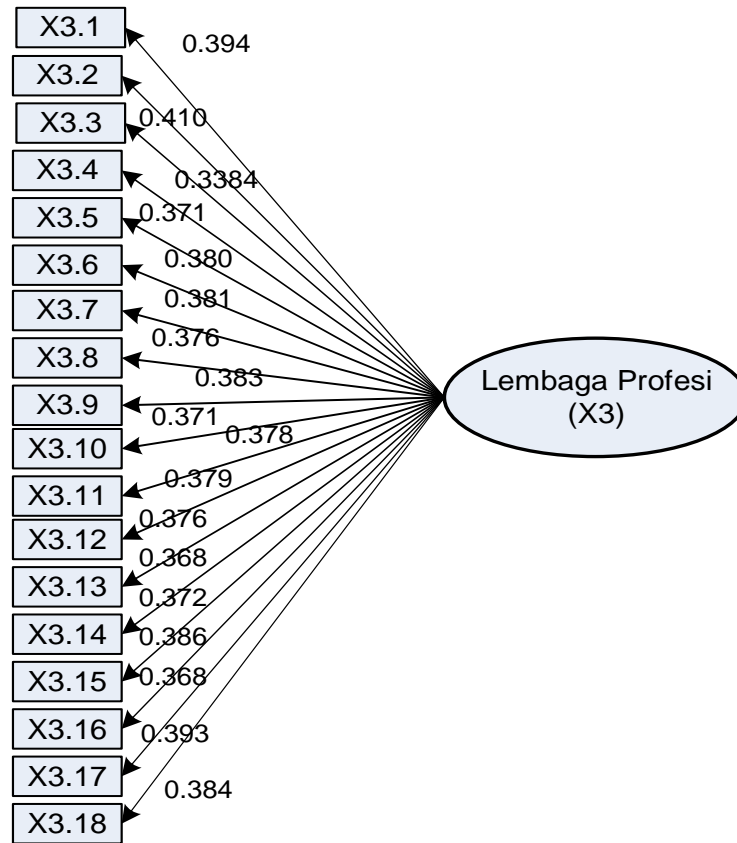 X3.1
0.394
X3.2
X3.3
0.410
X3.4
0.3384
X3.5
0.371
X3.6
0.380
X3.7
0.381
X3.8
0.376
0.383
X3.9
0.371
X3.10
0.378
X3.11
0.379
X3.12
0.376
X3.13
0.368
0.372
X3.14
0.386
X3.15
0.368
X3.16
0.393
X3.17
0.384
X3.18
Lembaga Profesi
(X3)